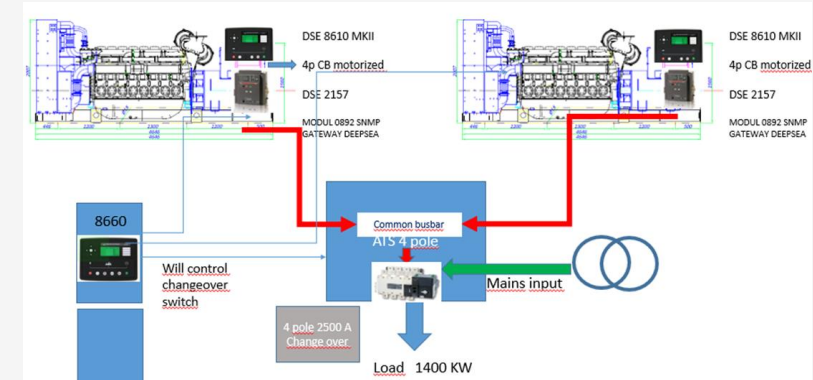 DSE 8610 MKII
4p CB motorized
DSE 2157
MODUL 0892 SNMP
GATEWAY DEEPSEA
DSE 8610 MKII
4p CB motorized
DSE 2157
MODUL 0892 SNMP
GATEWAY DEEPSEA
8660
Will control
changeover
switch
Common busbar
ATS 4 pole
Mains input
4 pole 2500 A
Change over
Load 1400 KW